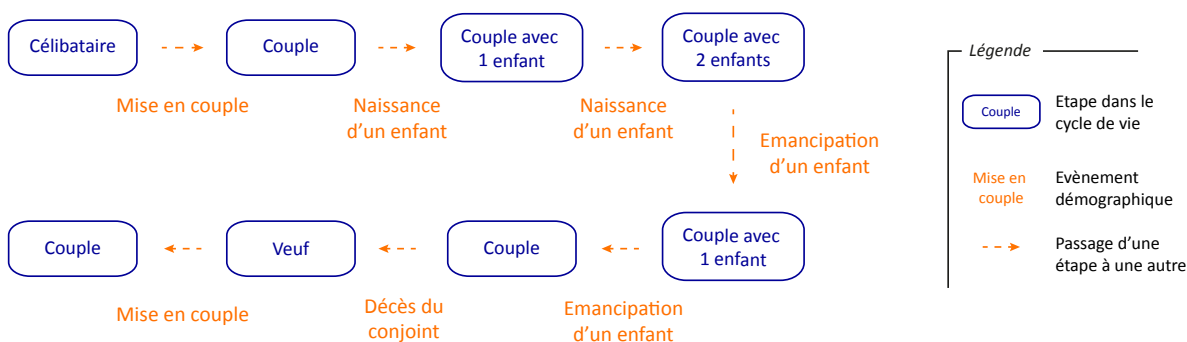 Célibataire
Couple
Couple avec
1 enfant
Couple avec
2 enfants
Mise en couple
Naissance
d'un enfant
Naissance
d'un enfant
Emancipation
d'un enfant
Couple
Veuf
Couple
Couple avec
1 enfant
Mise en couple
Décès du
conjoint
Emancipation
d'un enfant
Légende
Couple
Etape dans le
cycle de vie
Mise en
couple
Evènement
démographique
Passage d'une
étape à une autre